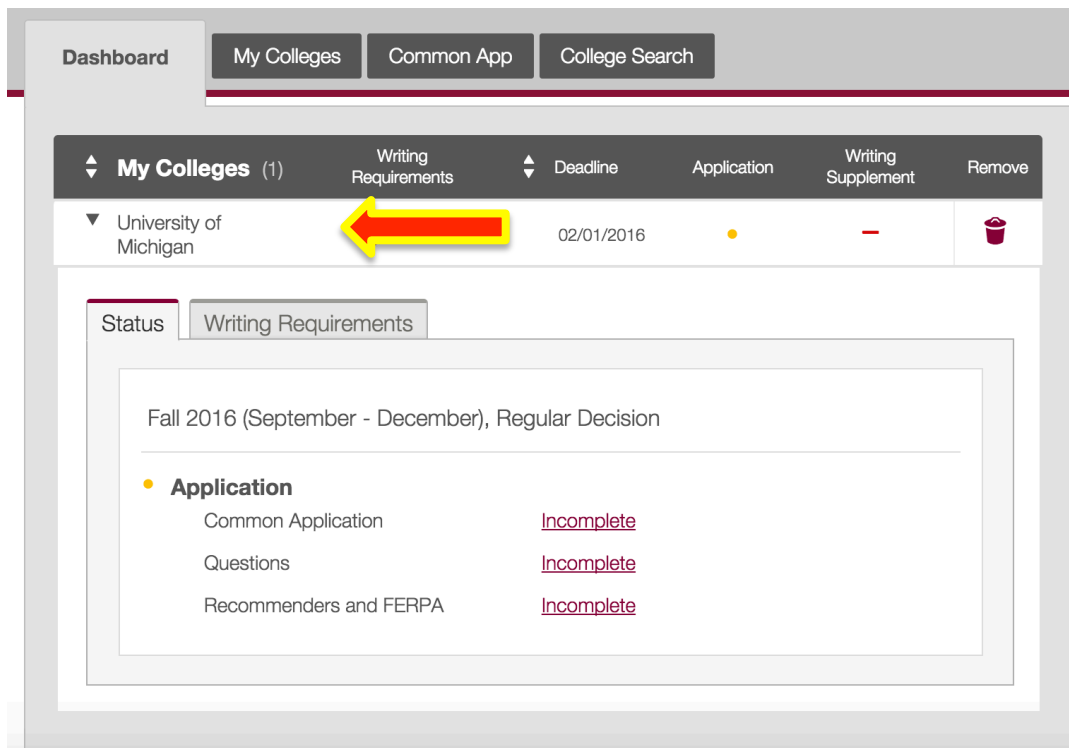 Dashboard My Colleges Common App College Search
My Colleges (1) Writing Requirements Deadline Application Writing Supplement Remove
University of Michigan 02/01/2016
Status Writing Requirements
Fall 2016 (September - December), Regular Decision
Application
Common Application Incomplete
Questions Incomplete
Recommenders and FERPA Incomplete